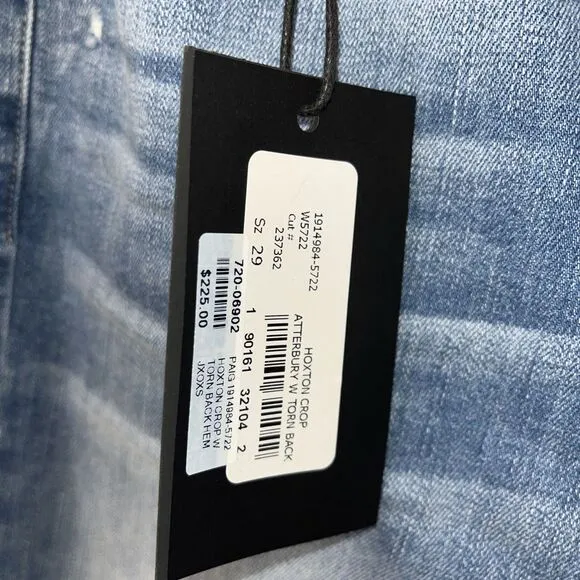 1914984-5722
W5722
Cut #
237362
HOXTON CROP
ATTERBURY W TORN BACK
Sz 29
1 90161 32104 2
720-06902
PAIG 1914984-5722
HOXTON CROP W
TORN BACK HEM
JXOXS
$225.00